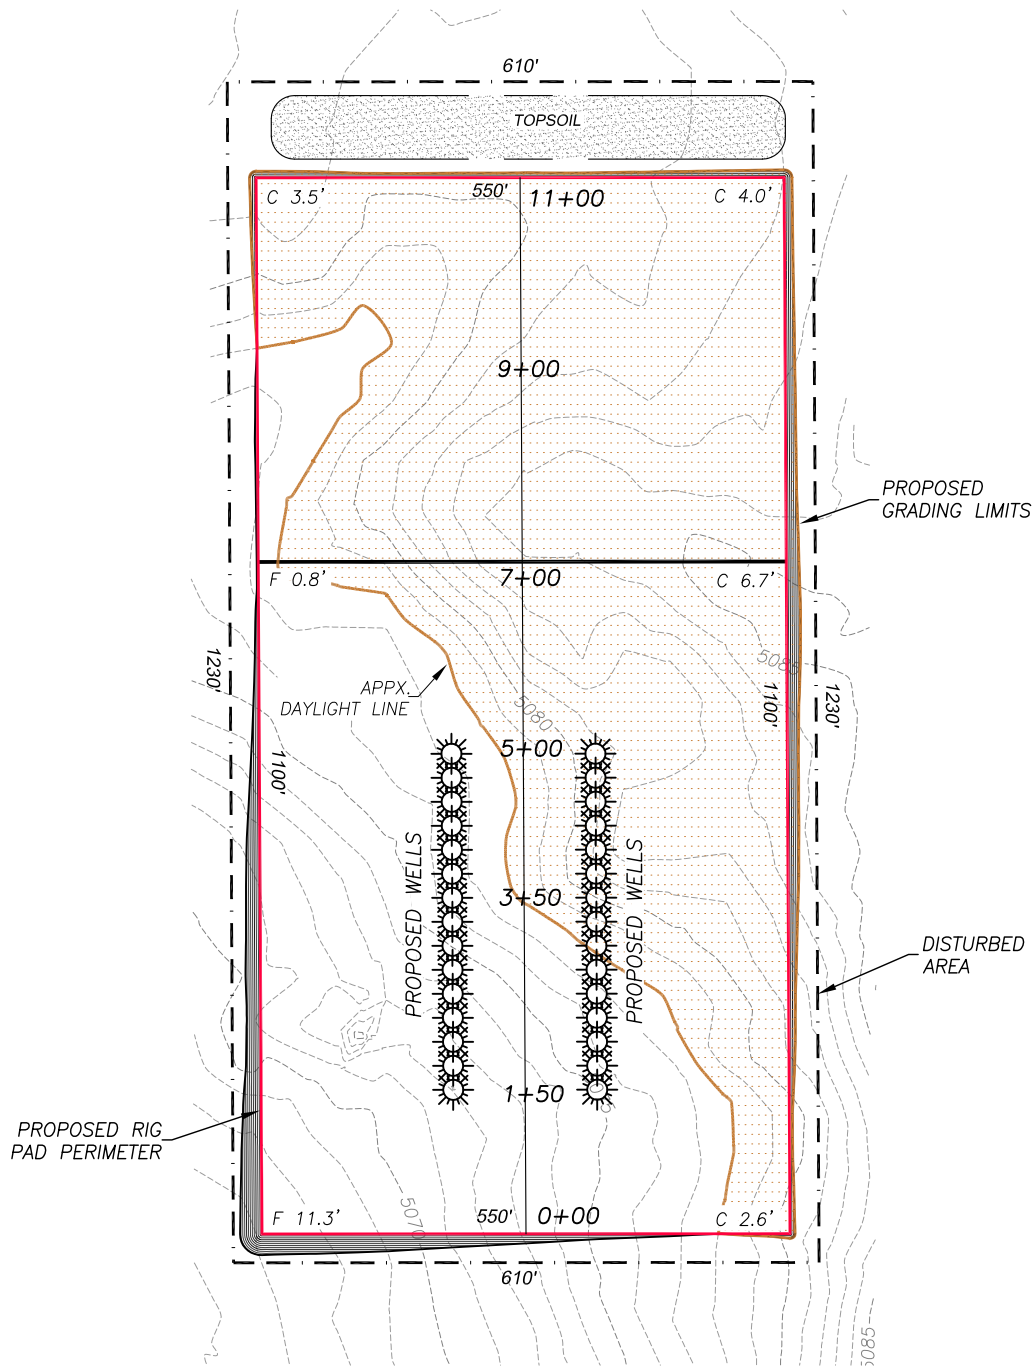 610'
TOPSOIL
C 3.5'
550'
11+00
C 4.0'
9+00
PROPOSED
GRADING LIMITS
F 0.8'
7+00
C 6.7'
5085
1230'
APPX.
DAYLIGHT LINE
5080
1100'
1230'
5+00
1100'
PROPOSED WELLS
PROPOSED WELLS
3+50
DISTURBED
AREA
1+50
PROPOSED RIG
PAD PERIMETER
5070
F 11.3'
550'
0+00
C 2.6'
610'
5085